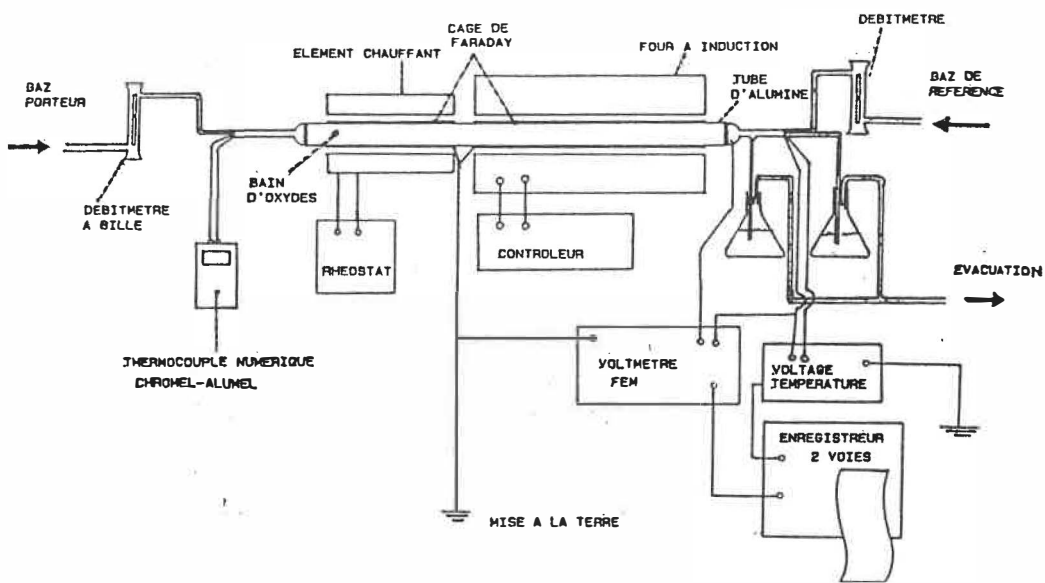 ELEMENT CHAUFFANT
CAGE DE
FARADAY
FOUR A INDUCTION
DEBITMETRE
GAZ
PORTEUR
TUBE
D'ALUMINE
GAZ DE
REFERENCE
BAIN
D'OXYDES
DEBITMETRE
A BILLE
RHEOSTAT
CONTROLEUR
EVACUATION
THERMOCOUPLE NUMERIQUE
CHROMEL-ALUMEL
VOLTMETRE
FEM
VOLTAGE
TEMPERATURE
ENREGISTREUR
2 VOIES
MISE A LA TERRE